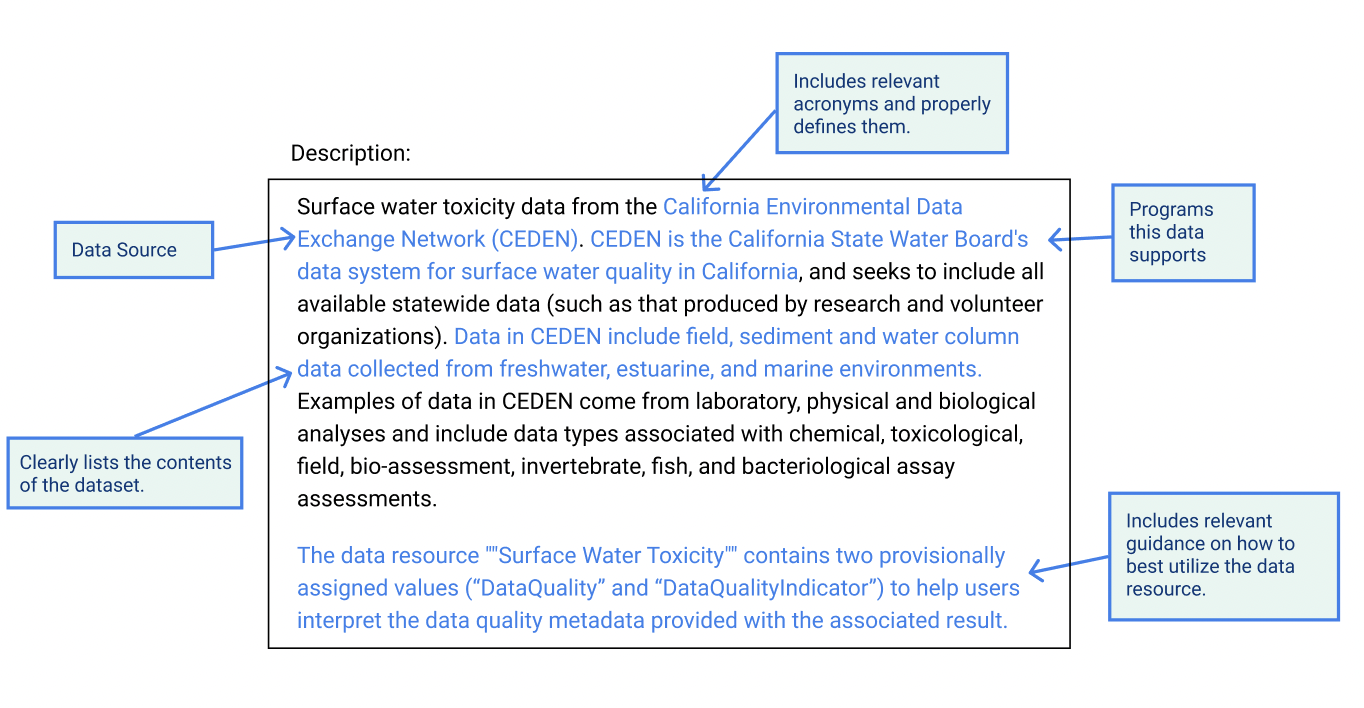 Includes relevant
acronyms and properly
defines them.
Description:
Surface water toxicity data from the California Environmental Data
Exchange Network (CEDEN). CEDEN is the California State Water Board's
data system for surface water quality in California, and seeks to include all
available statewide data (such as that produced by research and volunteer
organizations). Data in CEDEN include field, sediment and water column
data collected from freshwater, estuarine, and marine environments.
Examples of data in CEDEN come from laboratory, physical and biological
analyses and include data types associated with chemical, toxicological,
field, bio-assessment, invertebrate, fish, and bacteriological assay
assessments.
The data resource ""Surface Water Toxicity"" contains two provisionally
assigned values (“DataQuality” and “DataQualityIndicator”) to help users
interpret the data quality metadata provided with the associated result.
Data Source
Programs
this data
supports
Clearly lists the contents
of the dataset.
Includes relevant
guidance on how to
best utilize the data
resource.